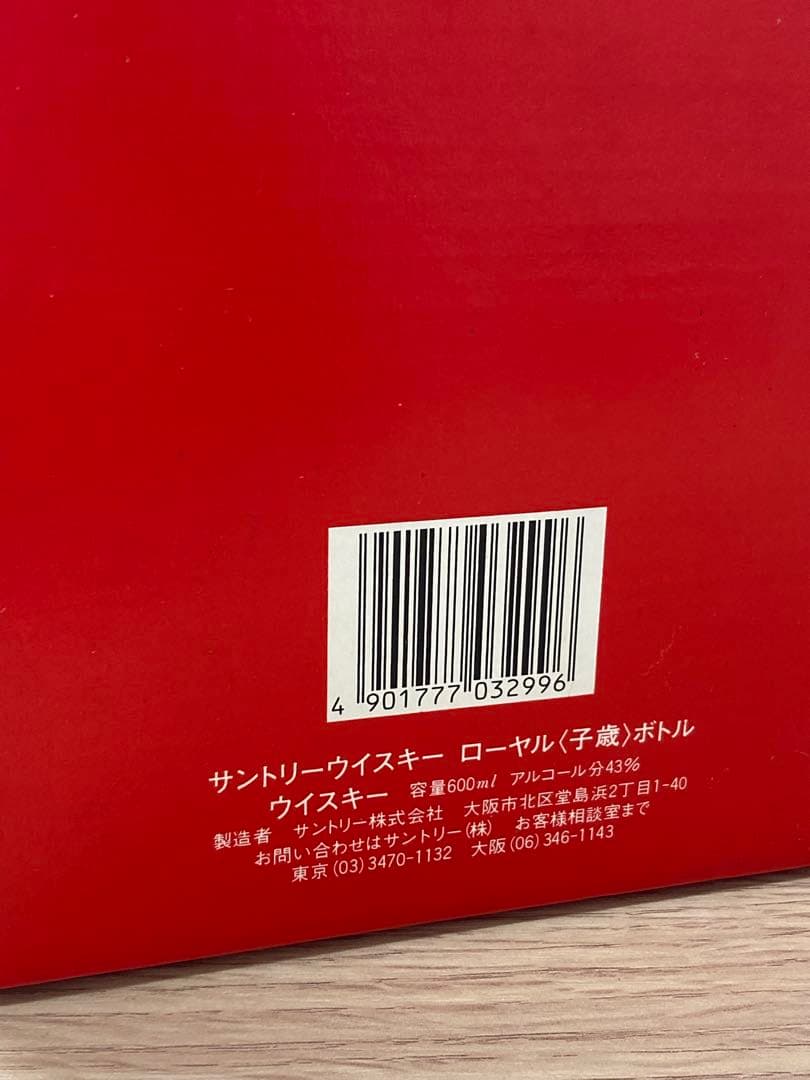 4 901777 032996
サントリーウイスキー ローヤル〈子歳〉ボトル
ウイスキー 容量600ml アルコール分43%
製造者 サントリー株式会社 大阪市北区堂島浜2丁目1-40
お問い合わせはサントリー(株) お客様相談室まで
東京(03)3470-1132 大阪(06)346-1143